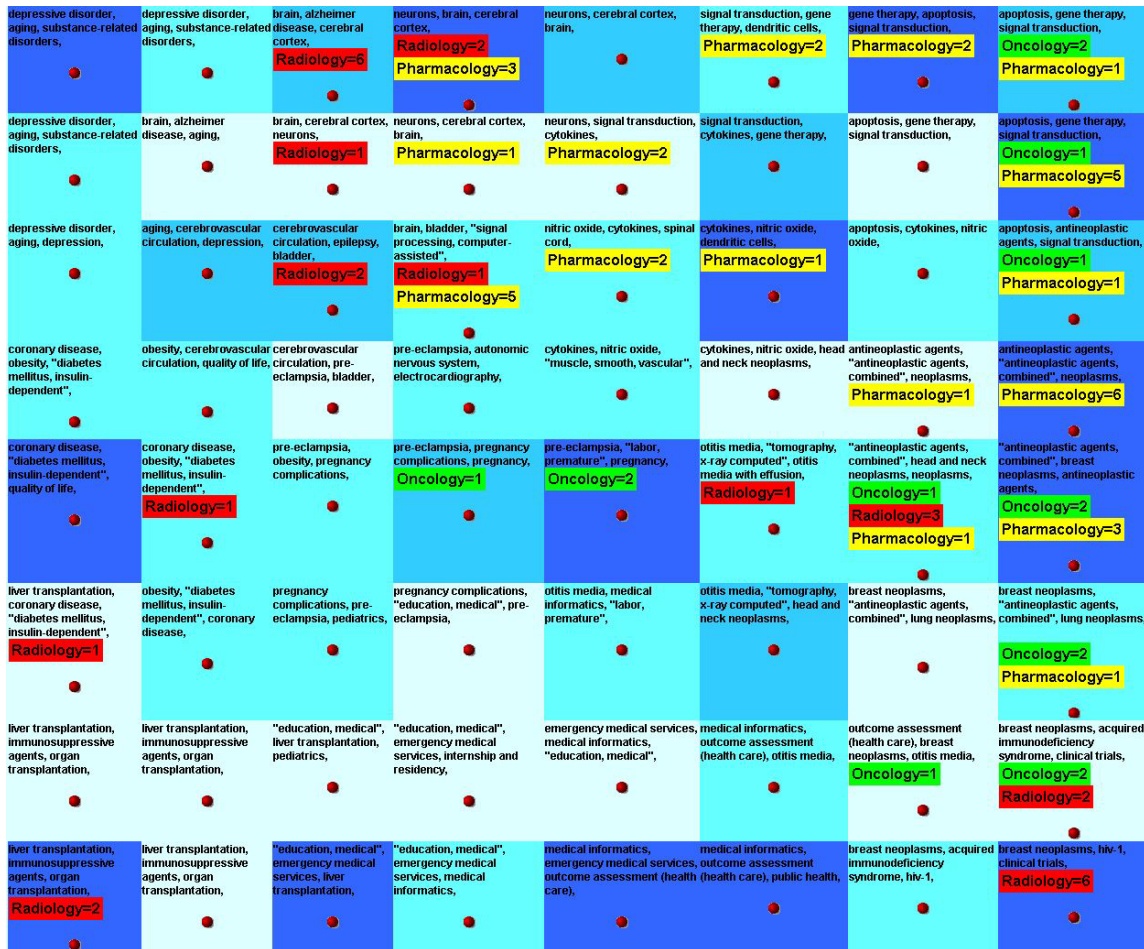 depressive disorder,
aging, substance-related
disorders,
depressive disorder,
aging, substance-related
disorders,
brain, alzheimer
disease, cerebral
cortex,
Radiology=6
neurons, brain, cerebral
cortex,
Radiology=2
Pharmacology=3
neurons, cerebral cortex,
brain,
signal transduction, gene
therapy, dendritic cells,
Pharmacology=2
gene therapy, apoptosis,
signal transduction,
Pharmacology=2
apoptosis, gene therapy,
signal transduction,
Oncology=2
Pharmacology=1
depressive disorder,
aging, substance-related
disorders,
brain, alzheimer
disease, aging,
brain, cerebral cortex,
neurons,
Radiology=1
neurons, cerebral cortex,
brain,
Pharmacology=1
neurons, signal transduction,
cytokines,
Pharmacology=2
signal transduction,
cytokines, gene therapy,
apoptosis, gene therapy,
signal transduction,
apoptosis, gene therapy,
signal transduction,
Oncology=1
Pharmacology=5
depressive disorder,
aging, depression,
aging, cerebrovascular
circulation, depression,
cerebrovascular
circulation, epilepsy,
bladder,
Radiology=2
brain, bladder, "signal
processing, computer-
assisted",
Radiology=1
Pharmacology=5
nitric oxide, cytokines, spinal
cord,
Pharmacology=2
cytokines, nitric oxide,
dendritic cells,
Pharmacology=1
apoptosis, cytokines, nitric
oxide,
apoptosis, antineoplastic
agents, signal transduction,
Oncology=1
Pharmacology=1
coronary disease,
obesity, "diabetes
mellitus, insulin-
dependent",
obesity, cerebrovascular
circulation, quality of life,
cerebrovascular
circulation, pre-
eclampsia, bladder,
pre-eclampsia, autonomic
nervous system,
electrocardiography,
cytokines, nitric oxide,
"muscle, smooth, vascular",
cytokines, nitric oxide, head
and neck neoplasms,
antineoplastic agents,
"antineoplastic agents,
combined", neoplasms,
Pharmacology=1
antineoplastic agents,
"antineoplastic agents,
combined", neoplasms,
Pharmacology=6
coronary disease,
"diabetes mellitus,
insulin-dependent",
quality of life,
coronary disease,
obesity, "diabetes
mellitus, insulin-
dependent",
Radiology=1
pre-eclampsia,
obesity, pregnancy
complications,
pre-eclampsia, pregnancy
complications, pregnancy,
Oncology=1
pre-eclampsia, "labor,
premature", pregnancy,
Oncology=2
otitis media, "tomography,
x-ray computed", otitis
media with effusion,
Radiology=1
"antineoplastic agents,
combined", head and neck
neoplasms, neoplasms,
Oncology=1
Radiology=3
Pharmacology=1
"antineoplastic agents,
combined", breast
neoplasms, antineoplastic
agents,
Oncology=2
Pharmacology=3
liver transplantation,
coronary disease,
"diabetes mellitus,
insulin-dependent",
Radiology=1
obesity, "diabetes
mellitus, insulin-
dependent", coronary
disease,
pregnancy
complications, pre-
eclampsia, pediatrics,
pregnancy complications,
"education, medical", pre-
eclampsia,
otitis media, medical
informatics, "labor,
premature",
otitis media, "tomography,
x-ray computed", head and
neck neoplasms,
breast neoplasms,
"antineoplastic agents,
combined", lung neoplasms,
breast neoplasms,
"antineoplastic agents,
combined", lung neoplasms,
Oncology=2
Pharmacology=1
liver transplantation,
immunosuppressive
agents, organ
transplantation,
liver transplantation,
immunosuppressive
agents, organ
transplantation,
"education, medical",
liver transplantation,
pediatrics,
"education, medical",
emergency medical
services, internship and
residency,
emergency medical services,
medical informatics,
"education, medical",
medical informatics,
outcome assessment
(health care), otitis media,
outcome assessment
(health care), breast
neoplasms, otitis media,
Oncology=1
breast neoplasms, acquired
immunodeficiency
syndrome, clinical trials,
Oncology=2
Radiology=2
liver transplantation,
immunosuppressive
agents, organ
transplantation,
Radiology=2
liver transplantation,
immunosuppressive
agents, organ
transplantation,
"education, medical",
emergency medical
services, liver
transplantation,
"education, medical",
emergency medical
services, medical
informatics,
medical informatics,
emergency medical services,
outcome assessment (health
care),
medical informatics,
outcome assessment
(health care), public health,
breast neoplasms, acquired
immunodeficiency
syndrome, hiv-1,
breast neoplasms, hiv-1,
clinical trials,
Radiology=6